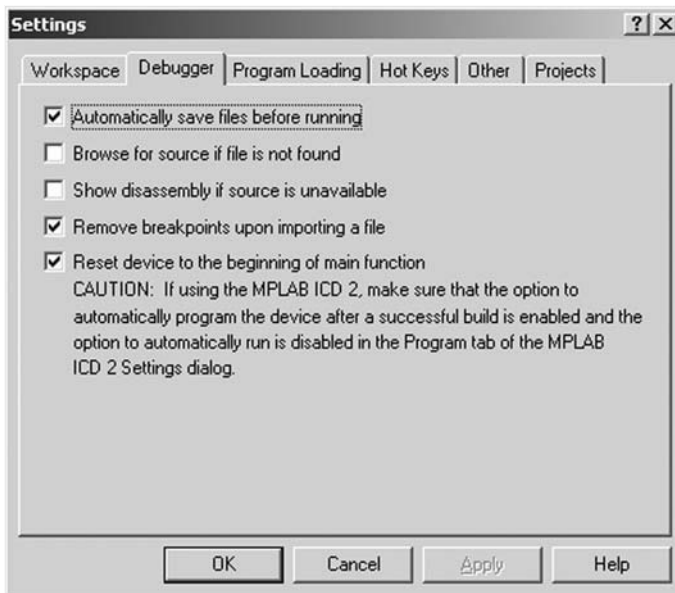 Settings
Workspace Debugger Program Loading Hot Keys Other Projects
Automatically save files before running
Browse for source if file is not found
Show disassembly if source is unavailable
Remove breakpoints upon importing a file
Reset device to the beginning of main function
CAUTION: If using the MPLAB ICD 2, make sure that the option to
automatically program the device after a successful build is enabled and the
option to automatically run is disabled in the Program tab of the MPLAB
ICD 2 Settings dialog.
OK Cancel Apply Help